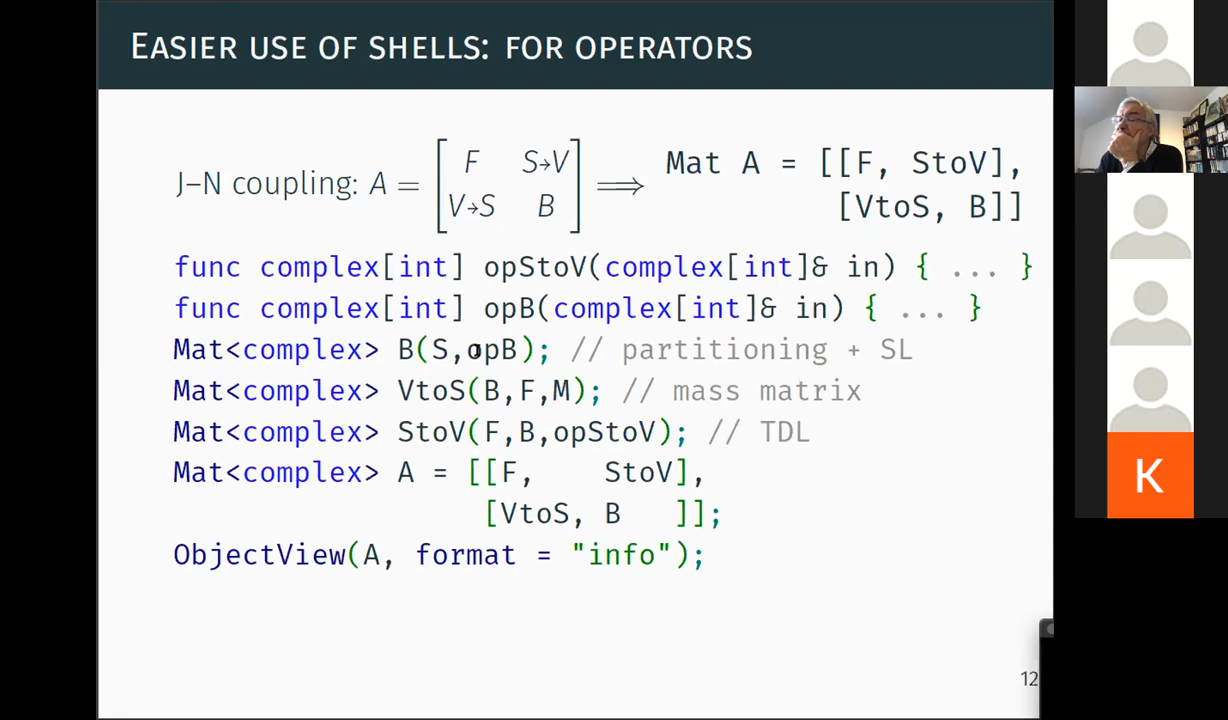 EASIER USE OF SHELLS: FOR OPERATORS
J–N coupling: A = [F S→V V→S B] ⟹ Mat A = [[F, StoV],
[VtoS, B]]
func complex[int] opStoV(complex[int]& in) { ... }
func complex[int] opB(complex[int]& in) { ... }
Mat<complex> B(S,opB); // partitioning + SL
Mat<complex> VtoS(B,F,M); // mass matrix
Mat<complex> StoV(F,B,opStoV); // TDL
Mat<complex> A = [[F, StoV],
[VtoS, B ]];
ObjectView(A, format = "info");
12
K